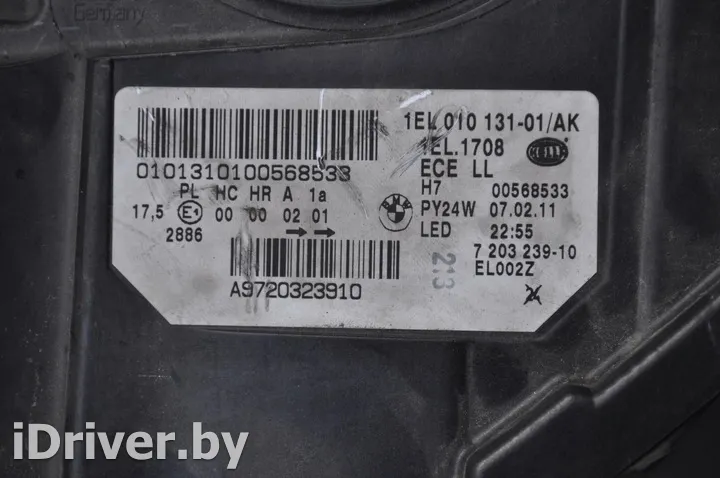 Germany
1EL 010 131-01/AK
1EL.1708
HELLA
ECE LL
0101310100568533
H7 00568533
PL HC HR A 1a
17,5 E1 00 00 02 01
PY24W 07.02.11
2886
LED 22:55
7 203 239-10
213
EL002Z
A9720323910
iDriver.by